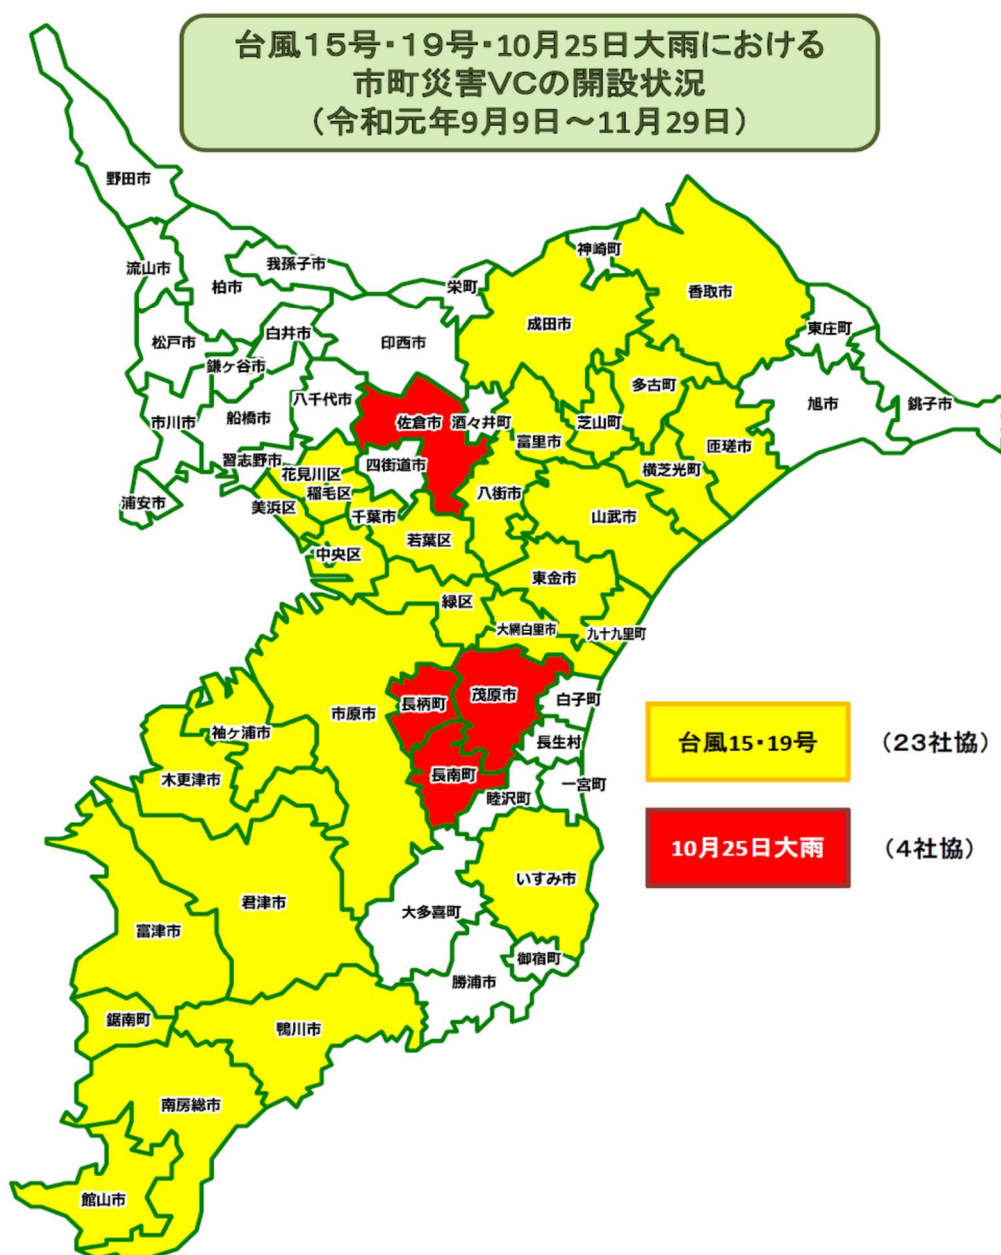 台風15号・19号・10月25日大雨における
市町災害VCの開設状況
（令和元年9月9日～11月29日）
野田市
流山市
柏市
我孫子市
栄町
神崎町
香取市
成田市
東庄町
松戸市
白井市
印西市
鎌ヶ谷市
多古町
八千代市
旭市
銚子市
市川市
船橋市
佐倉市
酒々井町
富里市
芝山町
匝瑳市
習志野市
花見川区
四街道市
横芝光町
浦安市
美浜区
稲毛区
八街市
千葉市
山武市
中央区
若葉区
東金市
緑区
大網白里市
九十九里町
市原市
長柄町
茂原市
白子町
袖ヶ浦市
長生村
台風15・19号
（23社協）
木更津市
長南町
睦沢町
一宮町
10月25日大雨
（4社協）
いすみ市
君津市
大多喜町
富津市
御宿町
勝浦市
鋸南町
鴨川市
南房総市
館山市